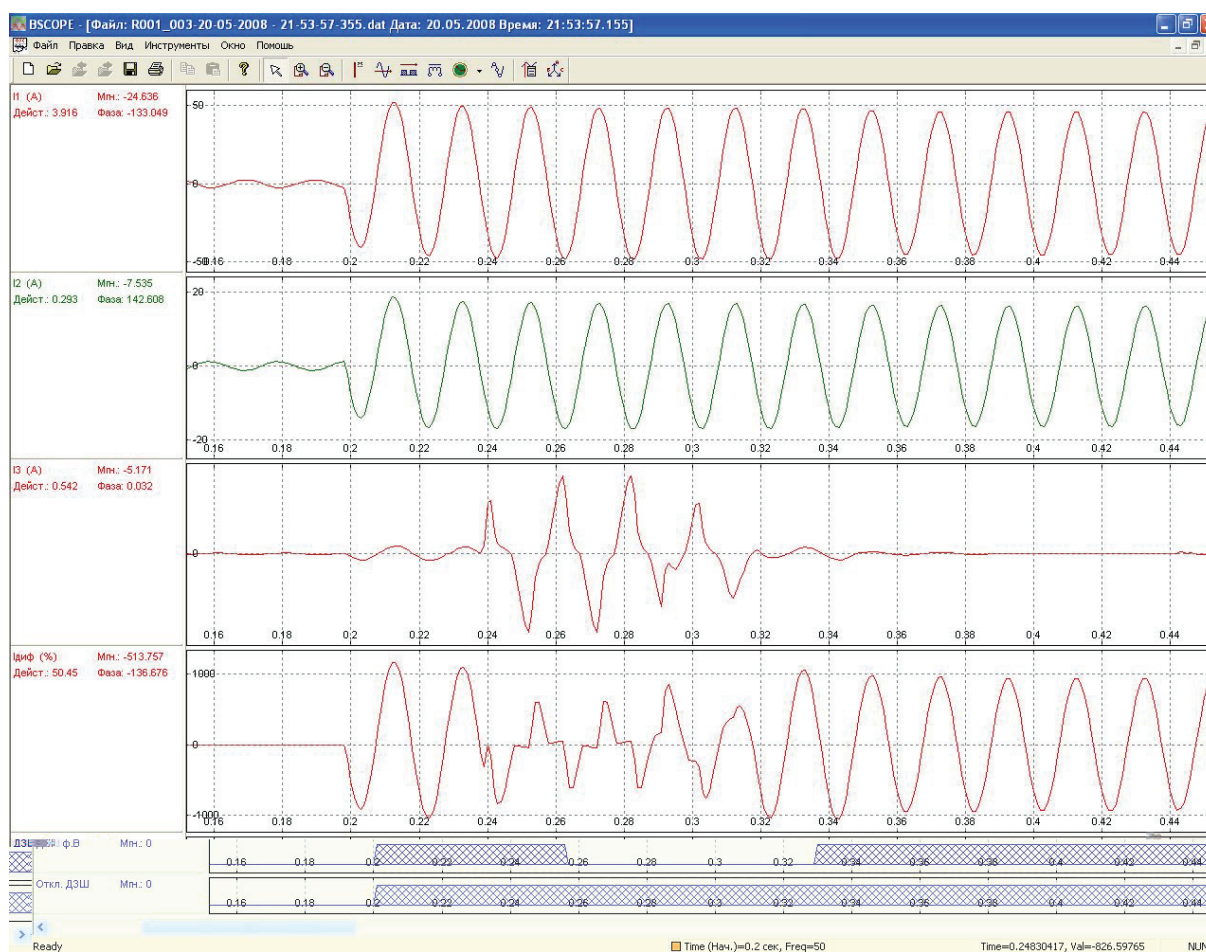 BSCOPE - [Файл: R001_003-20-05-2008 - 21-53-57-355.dat Дата: 20.05.2008 Время: 21:53:57.155]
Файл Правка Вид Инструменты Окно Помощь
I1 (A) Мгн.: -24.636
Дейст.: 3.916 Фаза: -133.049
50
0
-50
0.16 0.18 0.2 0.22 0.24 0.26 0.28 0.3 0.32 0.34 0.36 0.38 0.4 0.42 0.44
I2 (A) Мгн.: -7.535
Дейст.: 0.293 Фаза: 142.608
20
0
-20
0.16 0.18 0.2 0.22 0.24 0.26 0.28 0.3 0.32 0.34 0.36 0.38 0.4 0.42 0.44
I3 (A) Мгн.: -5.171
Дейст.: 0.542 Фаза: 0.032
0
0.16 0.18 0.2 0.22 0.24 0.26 0.28 0.3 0.32 0.34 0.36 0.38 0.4 0.42 0.44
Iдиф (%) Мгн.: -513.757
Дейст.: 50.45 Фаза: -136.676
1000
0
-1000
0.16 0.18 0.2 0.22 0.24 0.26 0.28 0.3 0.32 0.34 0.36 0.38 0.4 0.42 0.44
ф.В Мгн.: 0
0.16 0.18 0.2 0.22 0.24 0.26 0.28 0.3 0.32 0.34 0.36 0.38 0.4 0.42 0.44
Откл. ДЗШ Мгн.: 0
0.16 0.18 0.2 0.22 0.24 0.26 0.28 0.3 0.32 0.34 0.36 0.38 0.4 0.42 0.44
Ready Time (Нач.)=0.2 сек, Freq=50 Time=0.24830417, Val=-826.59765 NUM